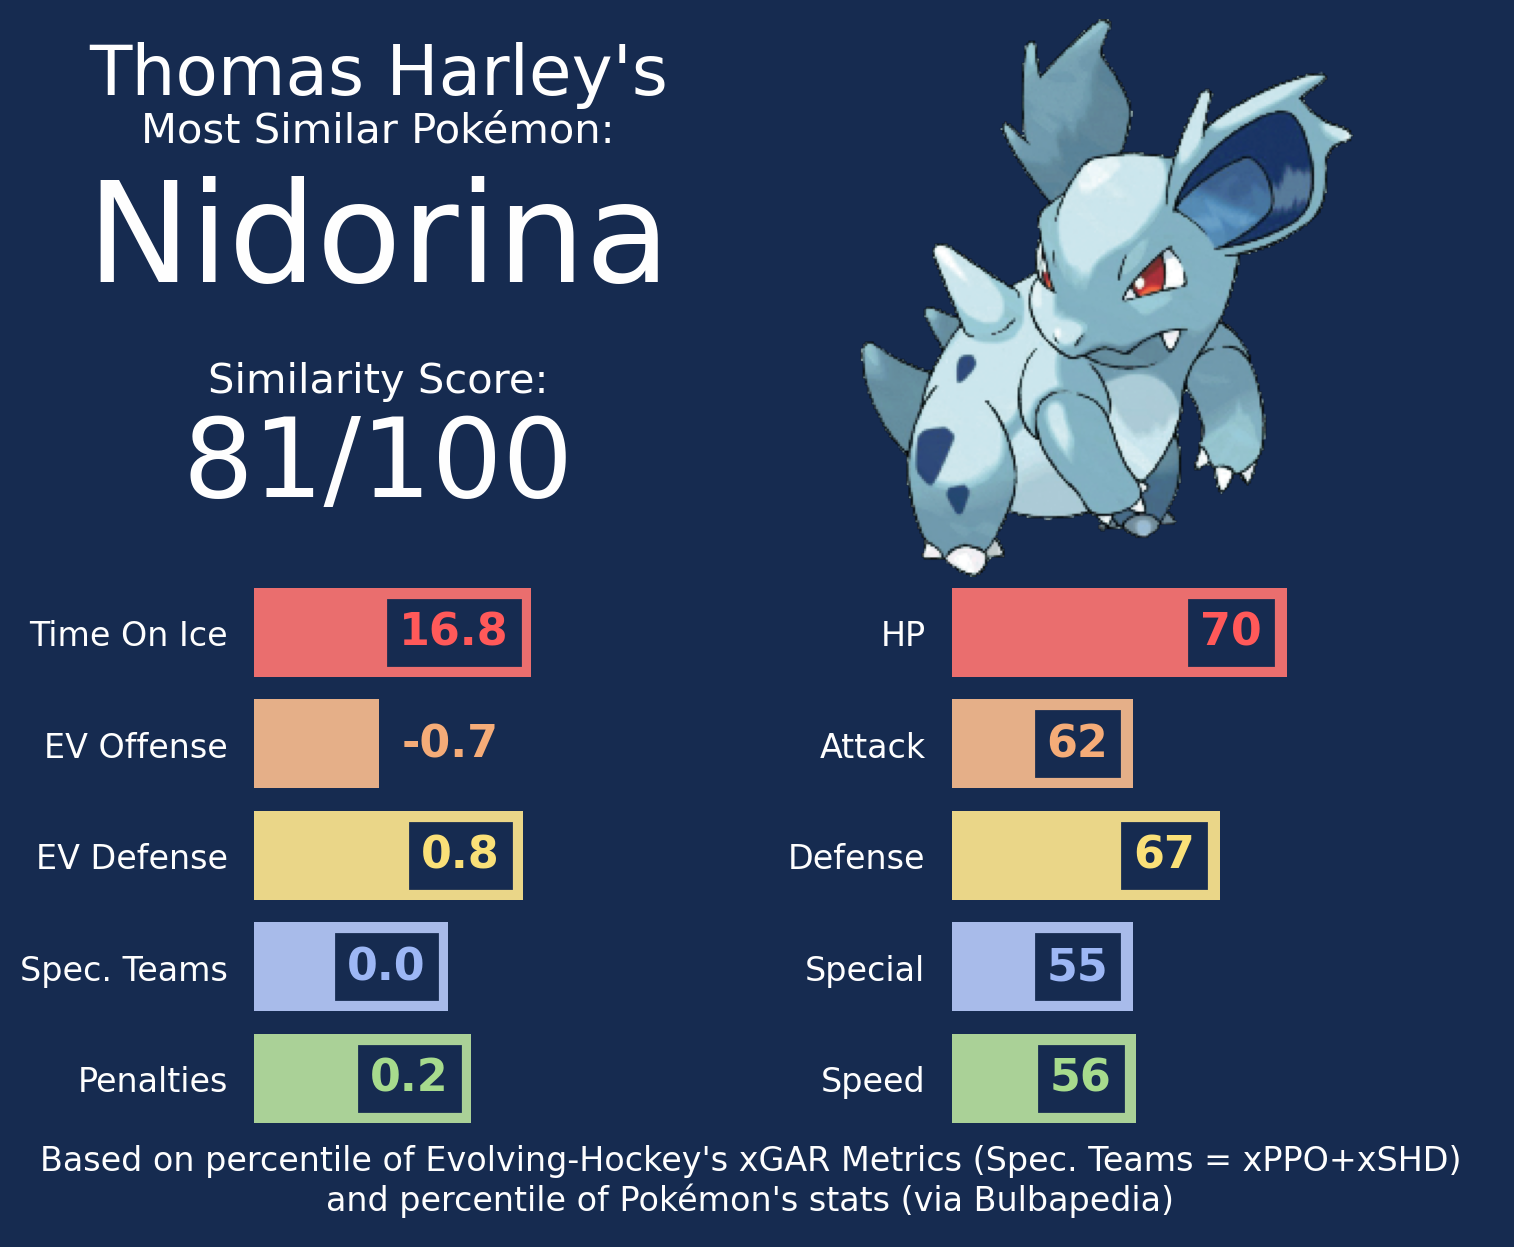 Thomas Harley's
Most Similar Pokémon:
Nidorina
Similarity Score:
81/100
Time On Ice 16.8
EV Offense -0.7
EV Defense 0.8
Spec. Teams 0.0
Penalties 0.2
HP 70
Attack 62
Defense 67
Special 55
Speed 56
Based on percentile of Evolving-Hockey's xGAR Metrics (Spec. Teams = xPPO+xSHD)
and percentile of Pokémon's stats (via Bulbapedia)